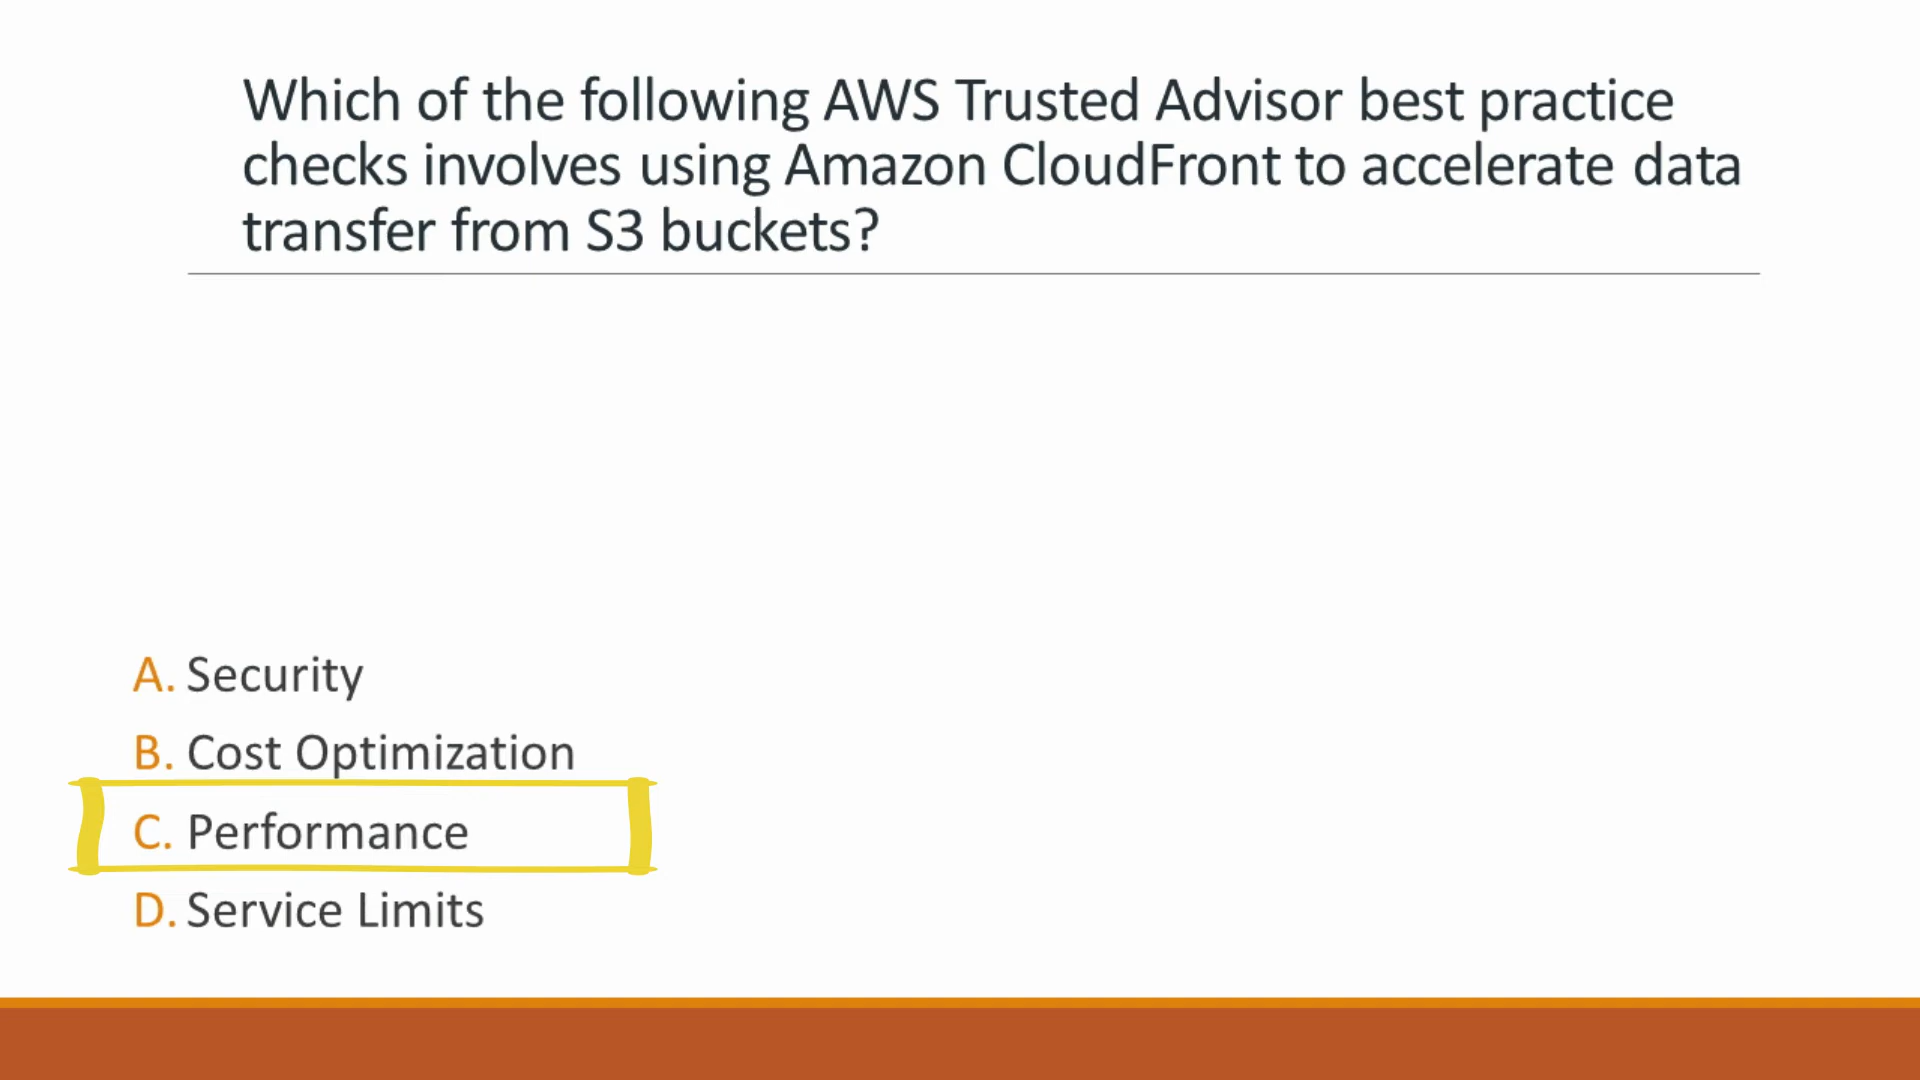 Which of the following AWS Trusted Advisor best practice
checks involves using Amazon CloudFront to accelerate data
transfer from S3 buckets?
A. Security
B. Cost Optimization
C. Performance
D. Service Limits